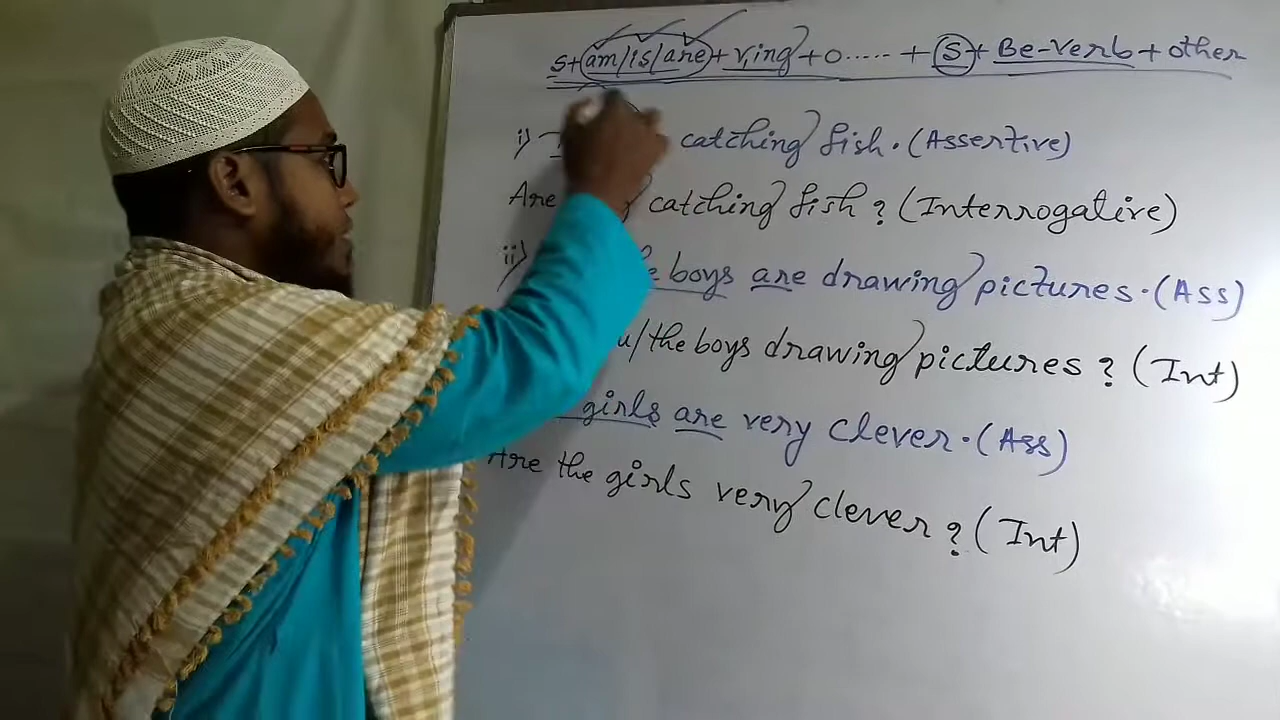 s+am/is/are+v,ing+o......+(s)+Be-verb+other
i) catching fish. (Assertive)
Are catching fish? (Interrogative)
ii) boys are drawing pictures. (Ass)
/the boys drawing pictures? (Int)
girls are very clever. (Ass)
Are the girls very clever? (Int)